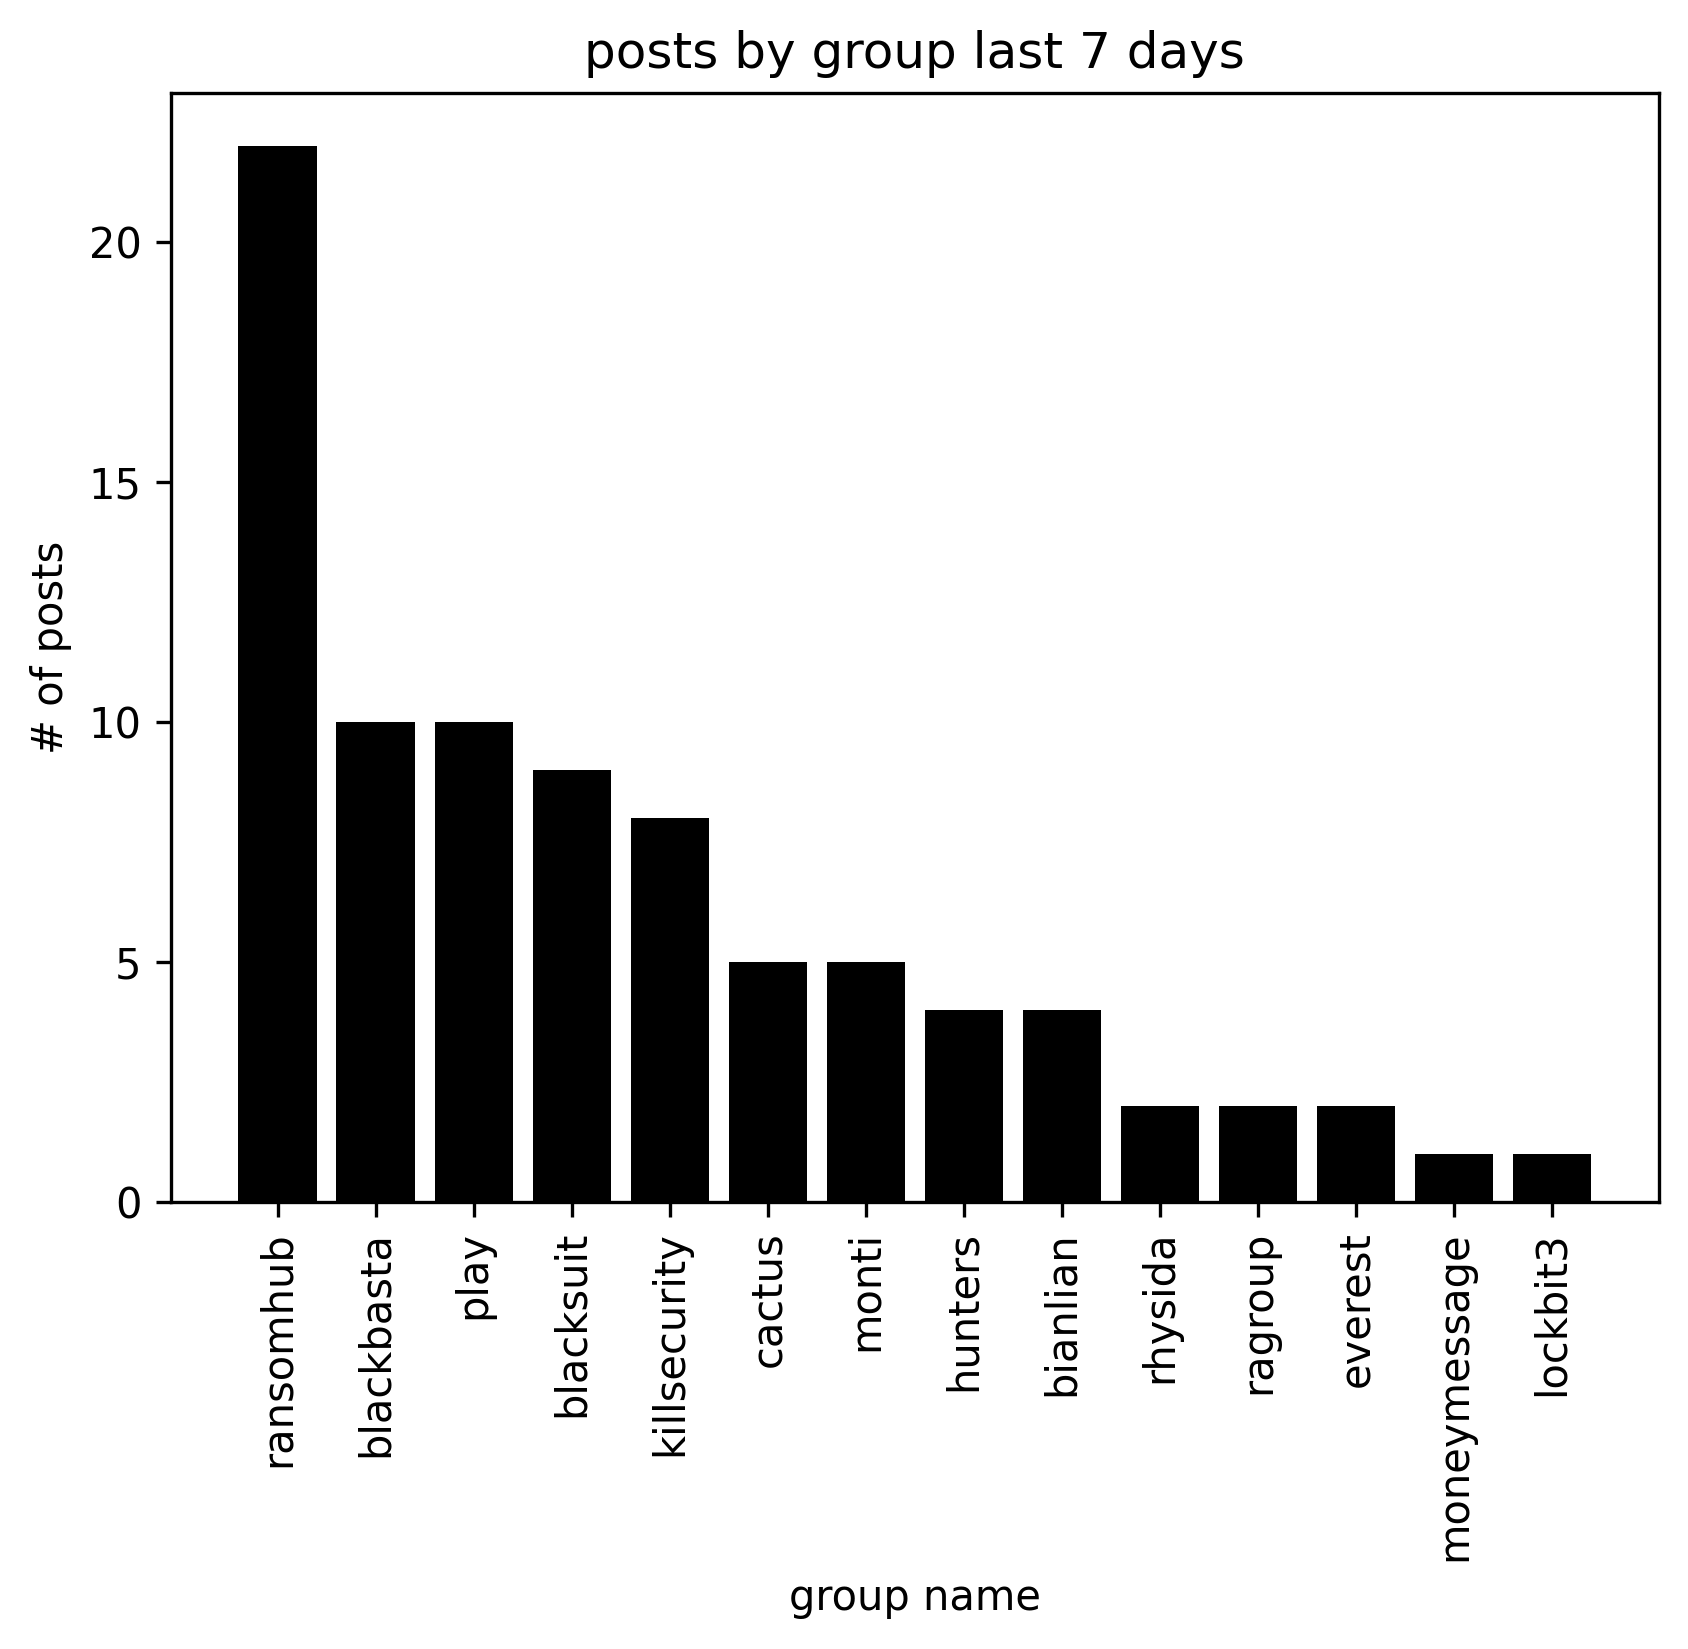 posts by group last 7 days
# of posts
20
15
10
5
0
ransomhub
blackbasta
play
blacksuit
killsecurity
cactus
monti
hunters
bianlian
rhysida
ragroup
everest
moneymessage
lockbit3
group name